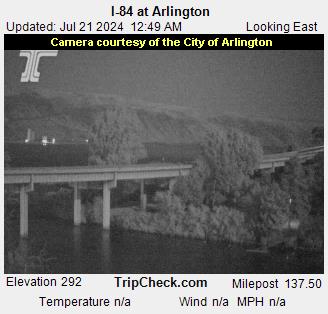 I-84 at Arlington
Updated: Jul 21 2024 12:49 AM Looking East
Camera courtesy of the City of Arlington
Elevation 292 TripCheck.com Milepost 137.50
Temperature n/a Wind n/a MPH n/a